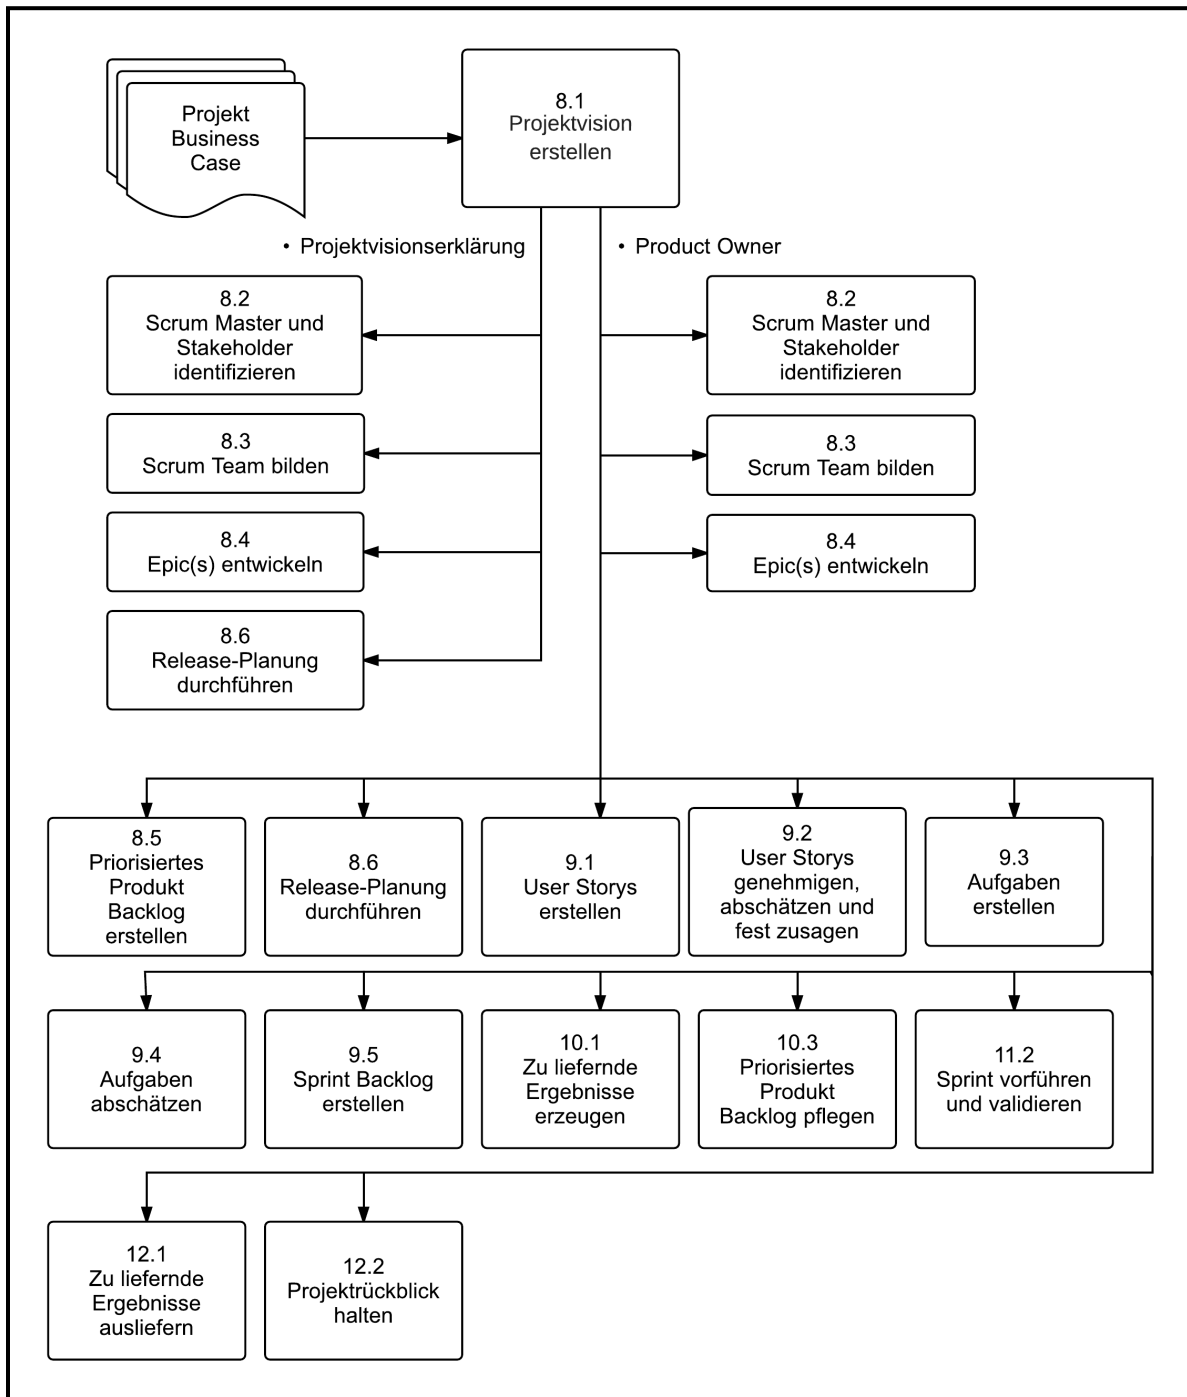 Projekt
Business
Case
8.1
Projektvision
erstellen
• Projektvisionserklärung
• Product Owner
8.2
Scrum Master und
Stakeholder
identifizieren
8.2
Scrum Master und
Stakeholder
identifizieren
8.3
Scrum Team bilden
8.3
Scrum Team bilden
8.4
Epic(s) entwickeln
8.4
Epic(s) entwickeln
8.6
Release-Planung
durchführen
8.5
Priorisiertes
Produkt
Backlog
erstellen
8.6
Release-Planung
durchführen
9.1
User Storys
erstellen
9.2
User Storys
genehmigen,
abschätzen und
fest zusagen
9.3
Aufgaben
erstellen
9.4
Aufgaben
abschätzen
9.5
Sprint Backlog
erstellen
10.1
Zu liefernde
Ergebnisse
erzeugen
10.3
Priorisiertes
Produkt
Backlog pflegen
11.2
Sprint vorführen
und validieren
12.1
Zu liefernde
Ergebnisse
ausliefern
12.2
Projektrückblick
halten